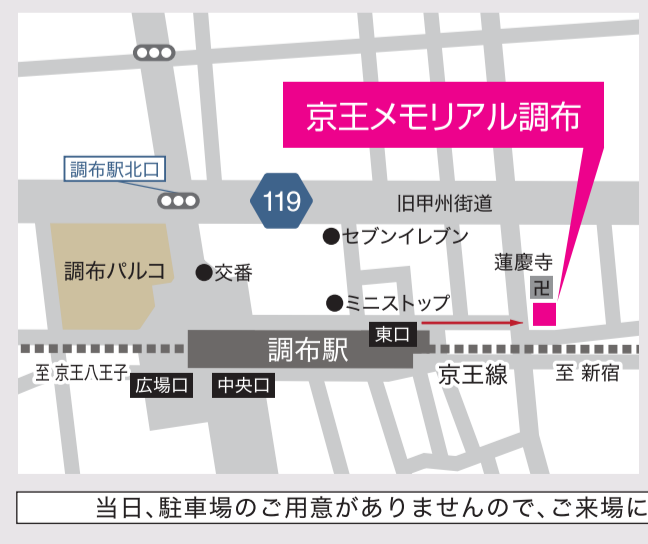 京王メモリアル調布
調布駅北口
119
旧甲州街道
●セブンイレブン
蓮慶寺
卍
調布パルコ
●交番
●ミニストップ
東口
調布駅
至 京王八王子
京王線
至 新宿
広場口
中央口
当日、駐車場のご用意がありませんので、ご来場に